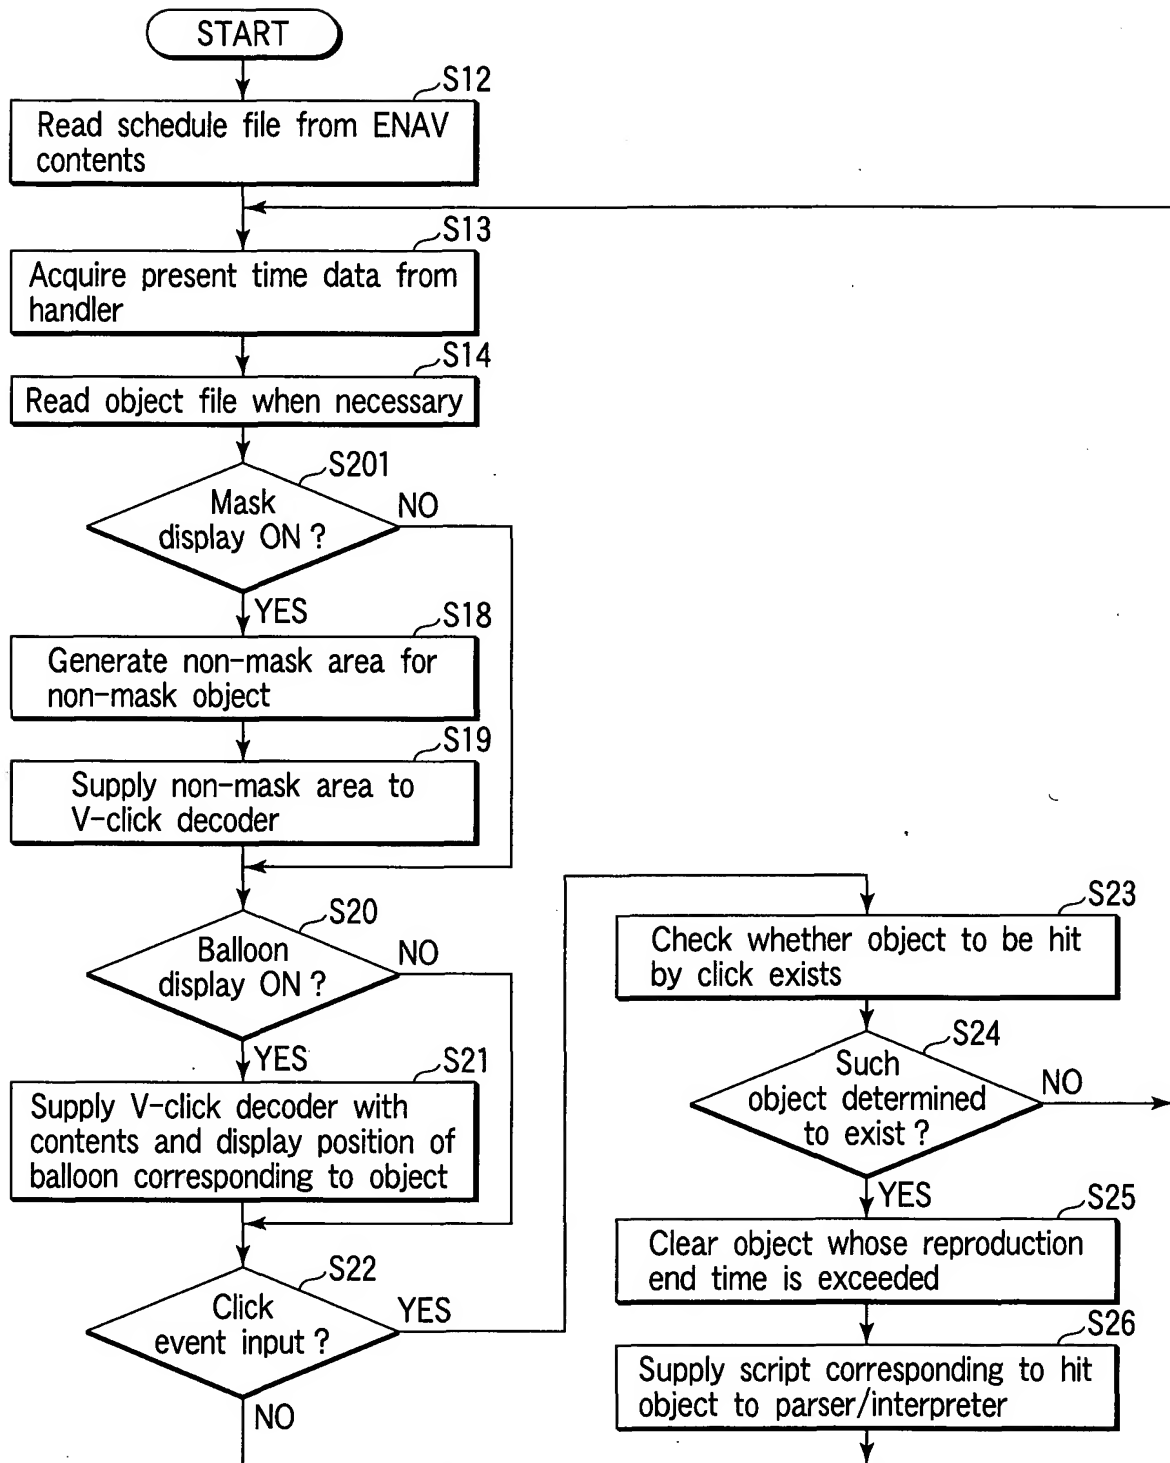 START
S12
Read schedule file from ENAV
contents
S13
Acquire present time data from
handler
S14
Read object file when necessary
S201
Mask
display ON ?
NO
YES
S18
Generate non-mask area for
non-mask object
S19
Supply non-mask area to
V-click decoder
S20
Balloon
display ON ?
NO
YES
S21
Supply V-click decoder with
contents and display position of
balloon corresponding to object
S22
Click
event input ?
YES
NO
S23
Check whether object to be hit
by click exists
S24
Such
object determined
to exist ?
NO
YES
S25
Clear object whose reproduction
end time is exceeded
S26
Supply script corresponding to hit
object to parser/interpreter